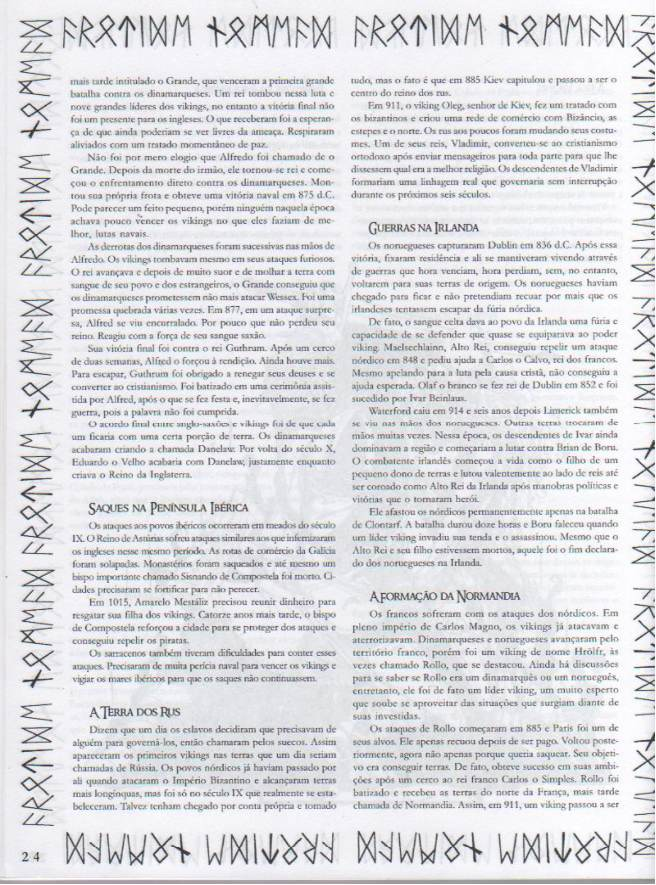 mais tarde intitulado o Grande, que venceram a primeira grande
batalha contra os dinamarqueses. Um rei tombou nessa luta e
nove grandes líderes dos vikings, no entanto a vitória final não
foi um presente para os ingleses. O que receberam foi a esperan-
ça de que ainda poderiam se ver livres da ameaça. Respiraram
aliviados com um tratado momentâneo de paz.
Não foi por mero elogio que Alfredo foi chamado de o
Grande. Depois da morte do irmão, ele tornou-se rei e come-
çou o enfrentamento direto contra os dinamarqueses. Mon-
tou sua própria frota e obteve uma vitória naval em 875 d.C.
Pode parecer um feito pequeno, porém ninguém naquela época
achava pouco vencer os vikings no que eles faziam de me-
lhor, lutas navais.
As derrotas dos dinamarqueses foram sucessivas nas mãos de
Alfredo. Os vikings tombavam mesmo em seus ataques furiosos.
O rei avançava e depois de muito suor e de molhar a terra com
sangue de seu povo e dos estrangeiros, o Grande conseguiu que
os dinamarqueses prometessem não mais atacar Wessex. Foi uma
promessa quebrada várias vezes. Em 877, em um ataque surpre-
sa, Alfred se viu encurralado. Por pouco que não perdeu seu
reino. Reagiu com a força de seu sangue saxão.
Sua vitória final foi contra o rei Guthrum. Após um cerco
de duas semanas, Alfred o forçou à rendição. Ainda houve mais.
Para escapar, Guthrum foi obrigado a renegar seus deuses e se
converter ao cristianismo. Foi batizado em uma cerimônia assis-
tida por Alfred, após o que se fez festa e, inevitavelmente, se fez
guerra, pois a palavra não foi cumprida.
O acordo final entre anglo-saxões e vikings foi de que cada
um ficaria com uma certa porção de terra. Os dinamarqueses
acabaram criando a chamada Danelaw. Por volta do século X,
Eduardo o Velho acabaria com Danelaw, justamente enquanto
criava o Reino da Inglaterra.
Saques na Península Ibérica
Os ataques aos povos ibéricos ocorreram em meados do século
IX. O Reino de Astúrias sofreu ataques similares aos que infernizaram
os ingleses nesse mesmo período. As rotas de comércio da Galícia
foram solapadas. Monastérios foram saqueados e até mesmo um
bispo importante chamado Sisnando de Compostela foi morto. Ci-
dades precisaram se fortificar para não perecer.
Em 1015, Amarelo Mestáliz precisou reunir dinheiro para
resgatar sua filha dos vikings. Catorze anos mais tarde, o bispo
de Compostela reforçou a cidade para se proteger dos ataques e
conseguiu repelir os piratas.
Os sarracenos também tiveram dificuldades para conter esses
ataques. Precisaram de muita perícia naval para vencer os vikings e
vigiar os mares ibéricos para que os saques não continuassem.
A Terra dos Rus
Dizem que um dia os eslavos decidiram que precisavam de
alguém para governá-los, então chamaram pelos suecos. Assim
apareceram os primeiros vikings nas terras que um dia seriam
chamadas de Rússia. Os povos nórdicos já haviam passado por
ali quando atacaram o Império Bizantino e alcançaram terras
mais longínquas, mas foi só no século IX que realmente se esta-
beleceram. Talvez tenham chegado por conta própria e tomado
tudo, mas o fato é que em 885 Kiev capitulou e passou a ser o
centro do reino dos rus.
Em 911, o viking Oleg, senhor de Kiev, fez um tratado com
os bizantinos e criou uma rede de comércio com Bizâncio, as
estepes e o norte. Os rus aos poucos foram mudando seus costu-
mes. Um de seus reis, Vladimir, converteu-se ao cristianismo
ortodoxo após enviar mensageiros para toda parte para que lhe
dissessem qual era a melhor religião. Os descendentes de Vladimir
formariam uma linhagem real que governaria sem interrupção
durante os próximos seis séculos.
Guerras na Irlanda
Os noruegueses capturaram Dublin em 836 d.C. Após essa
vitória, fixaram residência e ali se mantiveram vivendo através
de guerras que hora venciam, hora perdiam, sem, no entanto,
voltarem para suas terras de origem. Os noruegueses haviam
chegado para ficar e não pretendiam recuar por mais que os
irlandeses tentassem escapar da fúria nórdica.
De fato, o sangue celta dava ao povo da Irlanda uma fúria e
capacidade de se defender que quase se equiparava ao poder
viking. Maelsechlainn, Alto Rei, conseguiu repelir um ataque
nórdico em 848 e pediu ajuda a Carlos o Calvo, rei dos francos.
Mesmo apelando para a luta pela causa cristã, não conseguiu a
ajuda esperada. Olaf o branco se fez rei de Dublin em 852 e foi
sucedido por Ivar Beinlaus.
Waterford caiu em 914 e seis anos depois Limerick também
se viu nas mãos dos noruegueses. Outras terras trocaram de
mãos muitas vezes. Nessa época, os descendentes de Ivar ainda
dominavam a região e começariam a lutar contra Brian de Boru.
O combatente irlandês começou a vida como o filho de um
pequeno dono de terras e lutou valentemente ao lado de reis até
ser coroado como Alto Rei da Irlanda após manobras políticas e
vitórias que o tornaram herói.
Ele afastou os nórdicos permanentemente apenas na batalha
de Clontarf. A batalha durou doze horas e Boru faleceu quando
um líder viking invadiu sua tenda e o assassinou. Mesmo que o
Alto Rei e seu filho estivessem mortos, aquele foi o fim declara-
do dos noruegueses na Irlanda.
A Formação da Normandia
Os francos sofreram com os ataques dos nórdicos. Em
pleno império de Carlos Magno, os vikings já atacavam e
aterrorizavam. Dinamarqueses e noruegueses avançaram pelo
território franco, porém foi um viking de nome Hrólfr, às
vezes chamado Rollo, que se destacou. Ainda há discussões
para se saber se Rollo era um dinamarquês ou um norueguês,
entretanto, ele foi de fato um líder viking, um muito esperto
que soube se aproveitar das situações que surgiam diante de
suas investidas.
Os ataques de Rollo começaram em 885 e Paris foi um de
seus alvos. Ele apenas recuou depois de ser pago. Voltou poste-
riormente, agora não apenas porque queria saquear. Seu objeti-
vo era conseguir terras. De fato, obteve sucesso em suas ambi-
ções após um cerco ao rei franco Carlos o Simples. Rollo foi
batizado e recebeu as terras do norte da França, mais tarde
chamada de Normandia. Assim, em 911, um viking passou a ser
24